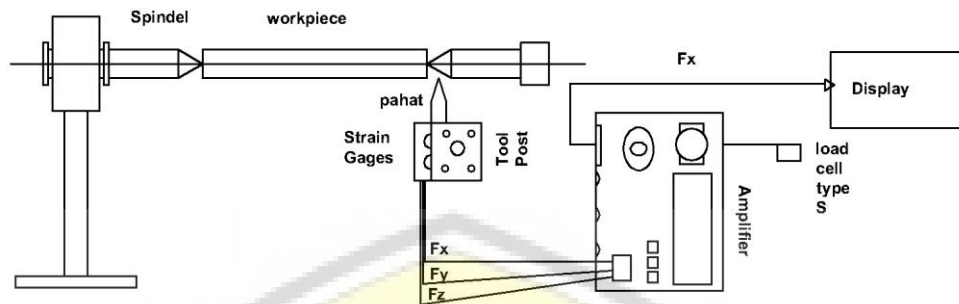 Spindel
workpiece
Fx
Display
pahat
Strain
Gages
Tool
Post
load
cell
type
S
Amplifier
Fx
Fy
Fz